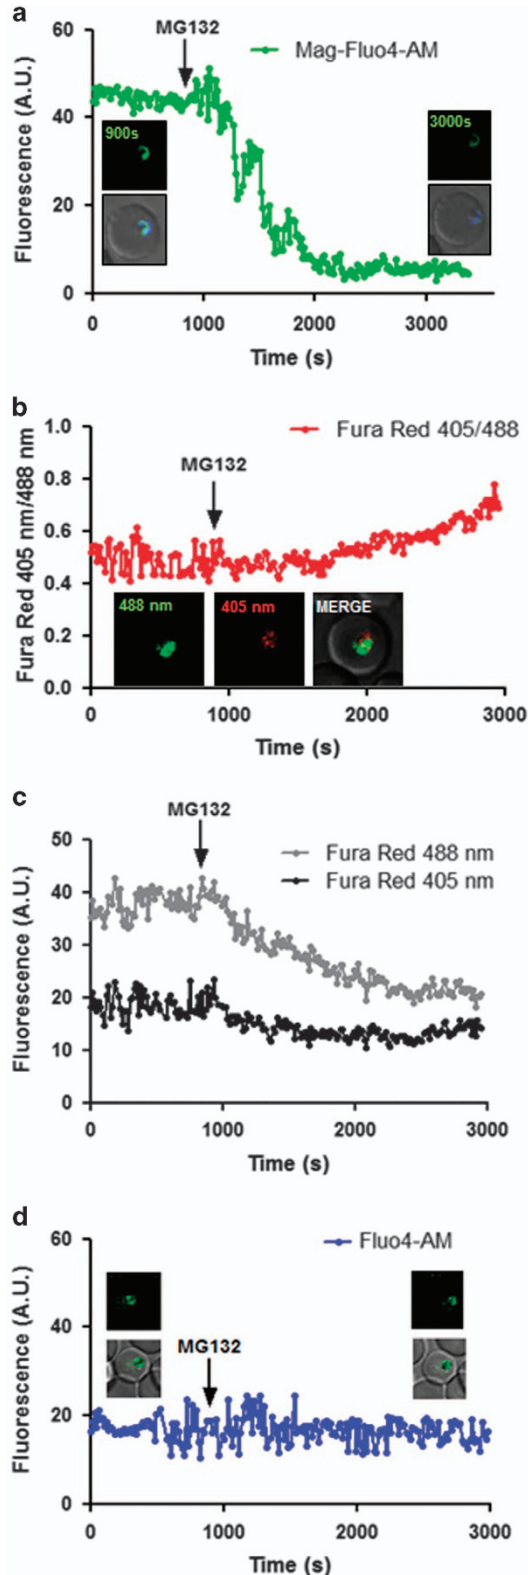 a
60
40
20
0
Fluorescence (A.U.)
MG132
Mag-Fluo4-AM
900s
3000s
0 1000 2000 3000
Time (s)
b
1.0
0.8
0.6
0.4
0.2
0.0
Fura Red 405 nm/488 nm
Fura Red 405/488
MG132
488 nm
405 nm
MERGE
0 1000 2000 3000
Time (s)
c
50
40
30
20
10
0
Fluorescence (A.U.)
MG132
Fura Red 488 nm
Fura Red 405 nm
0 1000 2000 3000
Time (s)
d
60
40
20
0
Fluorescence (A.U.)
Fluo4-AM
MG132
0 1000 2000 3000
Time (s)